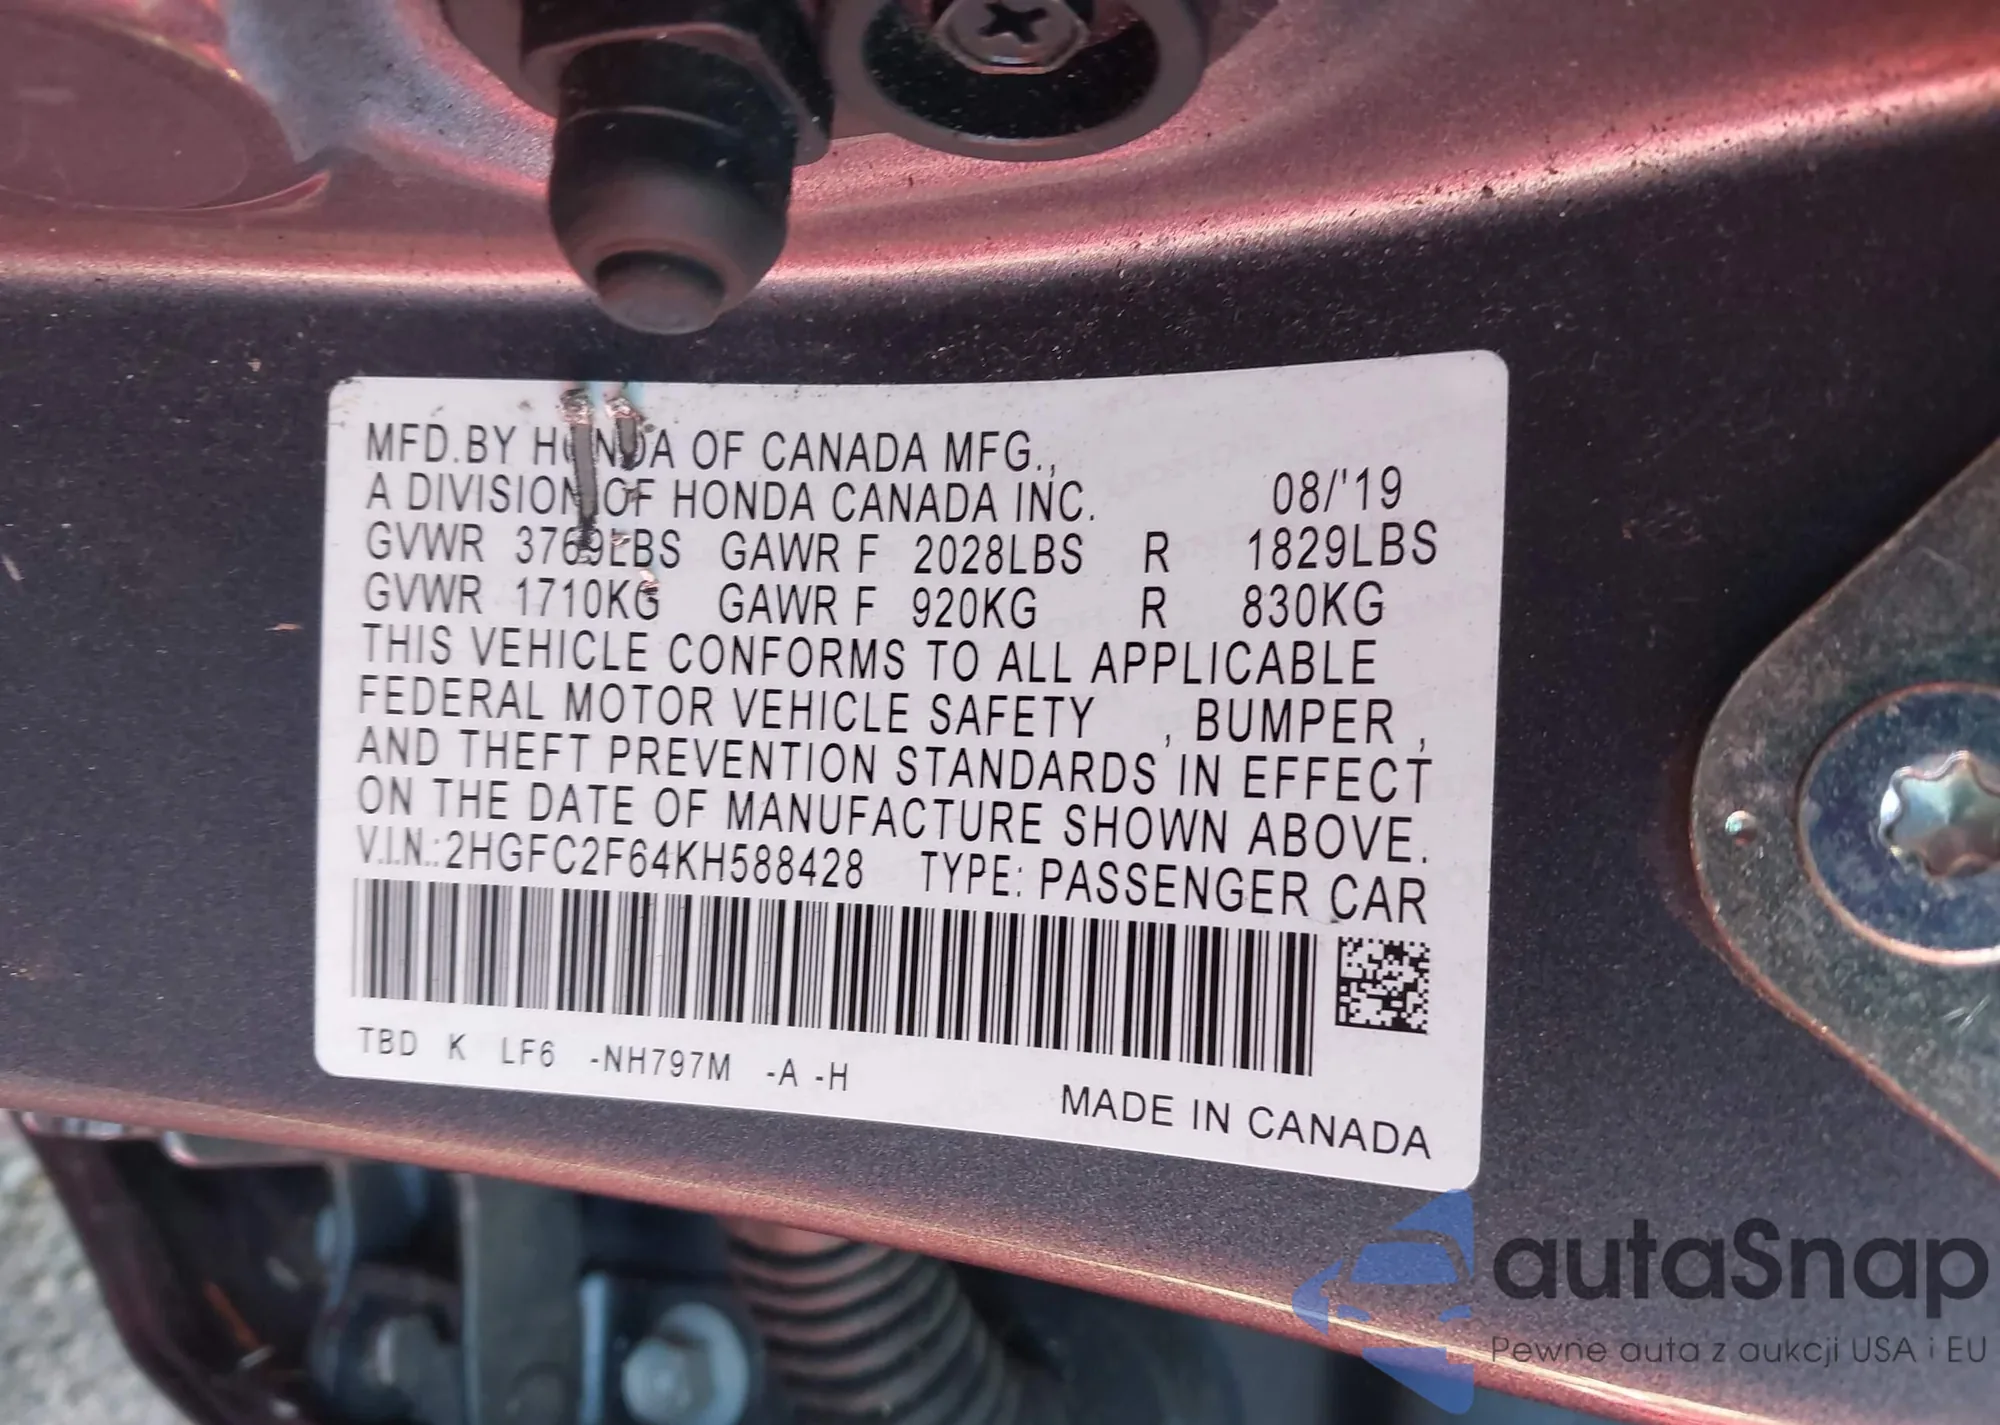 MFD.BY HONDA OF CANADA MFG.,
A DIVISION OF HONDA CANADA INC. 08/'19
GVWR 3769LBS GAWR F 2028LBS R 1829LBS
GVWR 1710KG GAWR F 920KG R 830KG
THIS VEHICLE CONFORMS TO ALL APPLICABLE
FEDERAL MOTOR VEHICLE SAFETY , BUMPER ,
AND THEFT PREVENTION STANDARDS IN EFFECT
ON THE DATE OF MANUFACTURE SHOWN ABOVE.
V.I.N.:2HGFC2F64KH588428 TYPE: PASSENGER CAR
TBD K LF6 -NH797M -A -H
MADE IN CANADA
autaSnap
Pewne auta z aukcji USA i EU